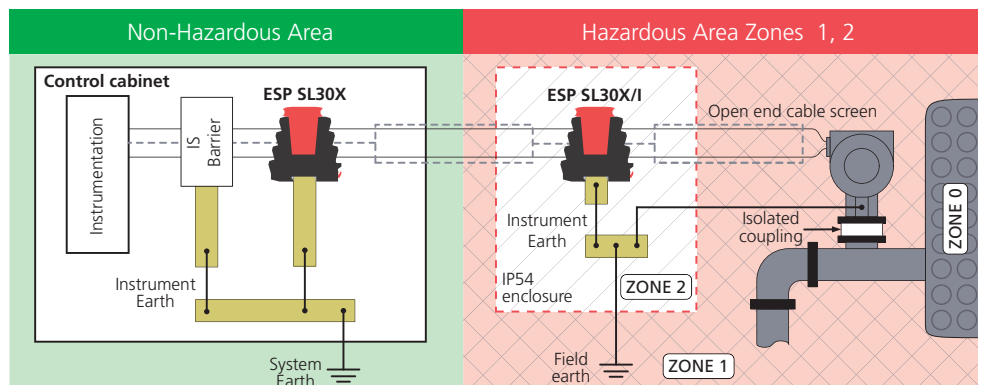 Non-Hazardous Area
Hazardous Area Zones 1, 2
Control cabinet
ESP SL30X
Instrumentation
IS
Barrier
Instrument
Earth
System
Earth
ESP SL30X/I
Open end cable screen
Instrument
Earth
IP54
enclosure
ZONE 2
Isolated
coupling
ZONE 0
Field
earth
ZONE 1